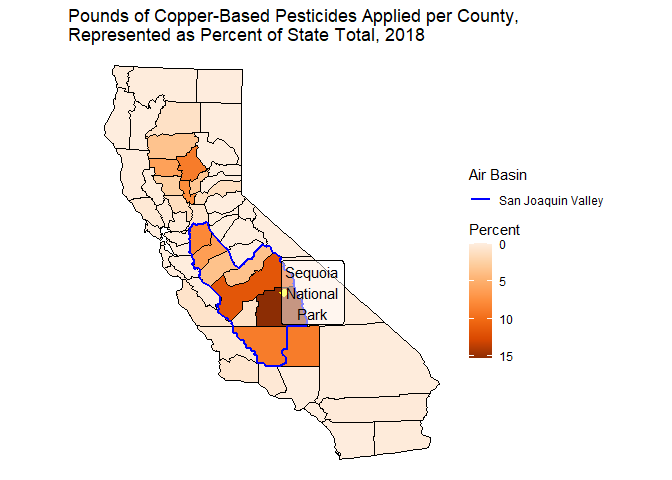 Pounds of Copper-Based Pesticides Applied per County,
Represented as Percent of State Total, 2018
Air Basin
San Joaquin Valley
Percent
0
5
10
15
Sequoia
National
Park